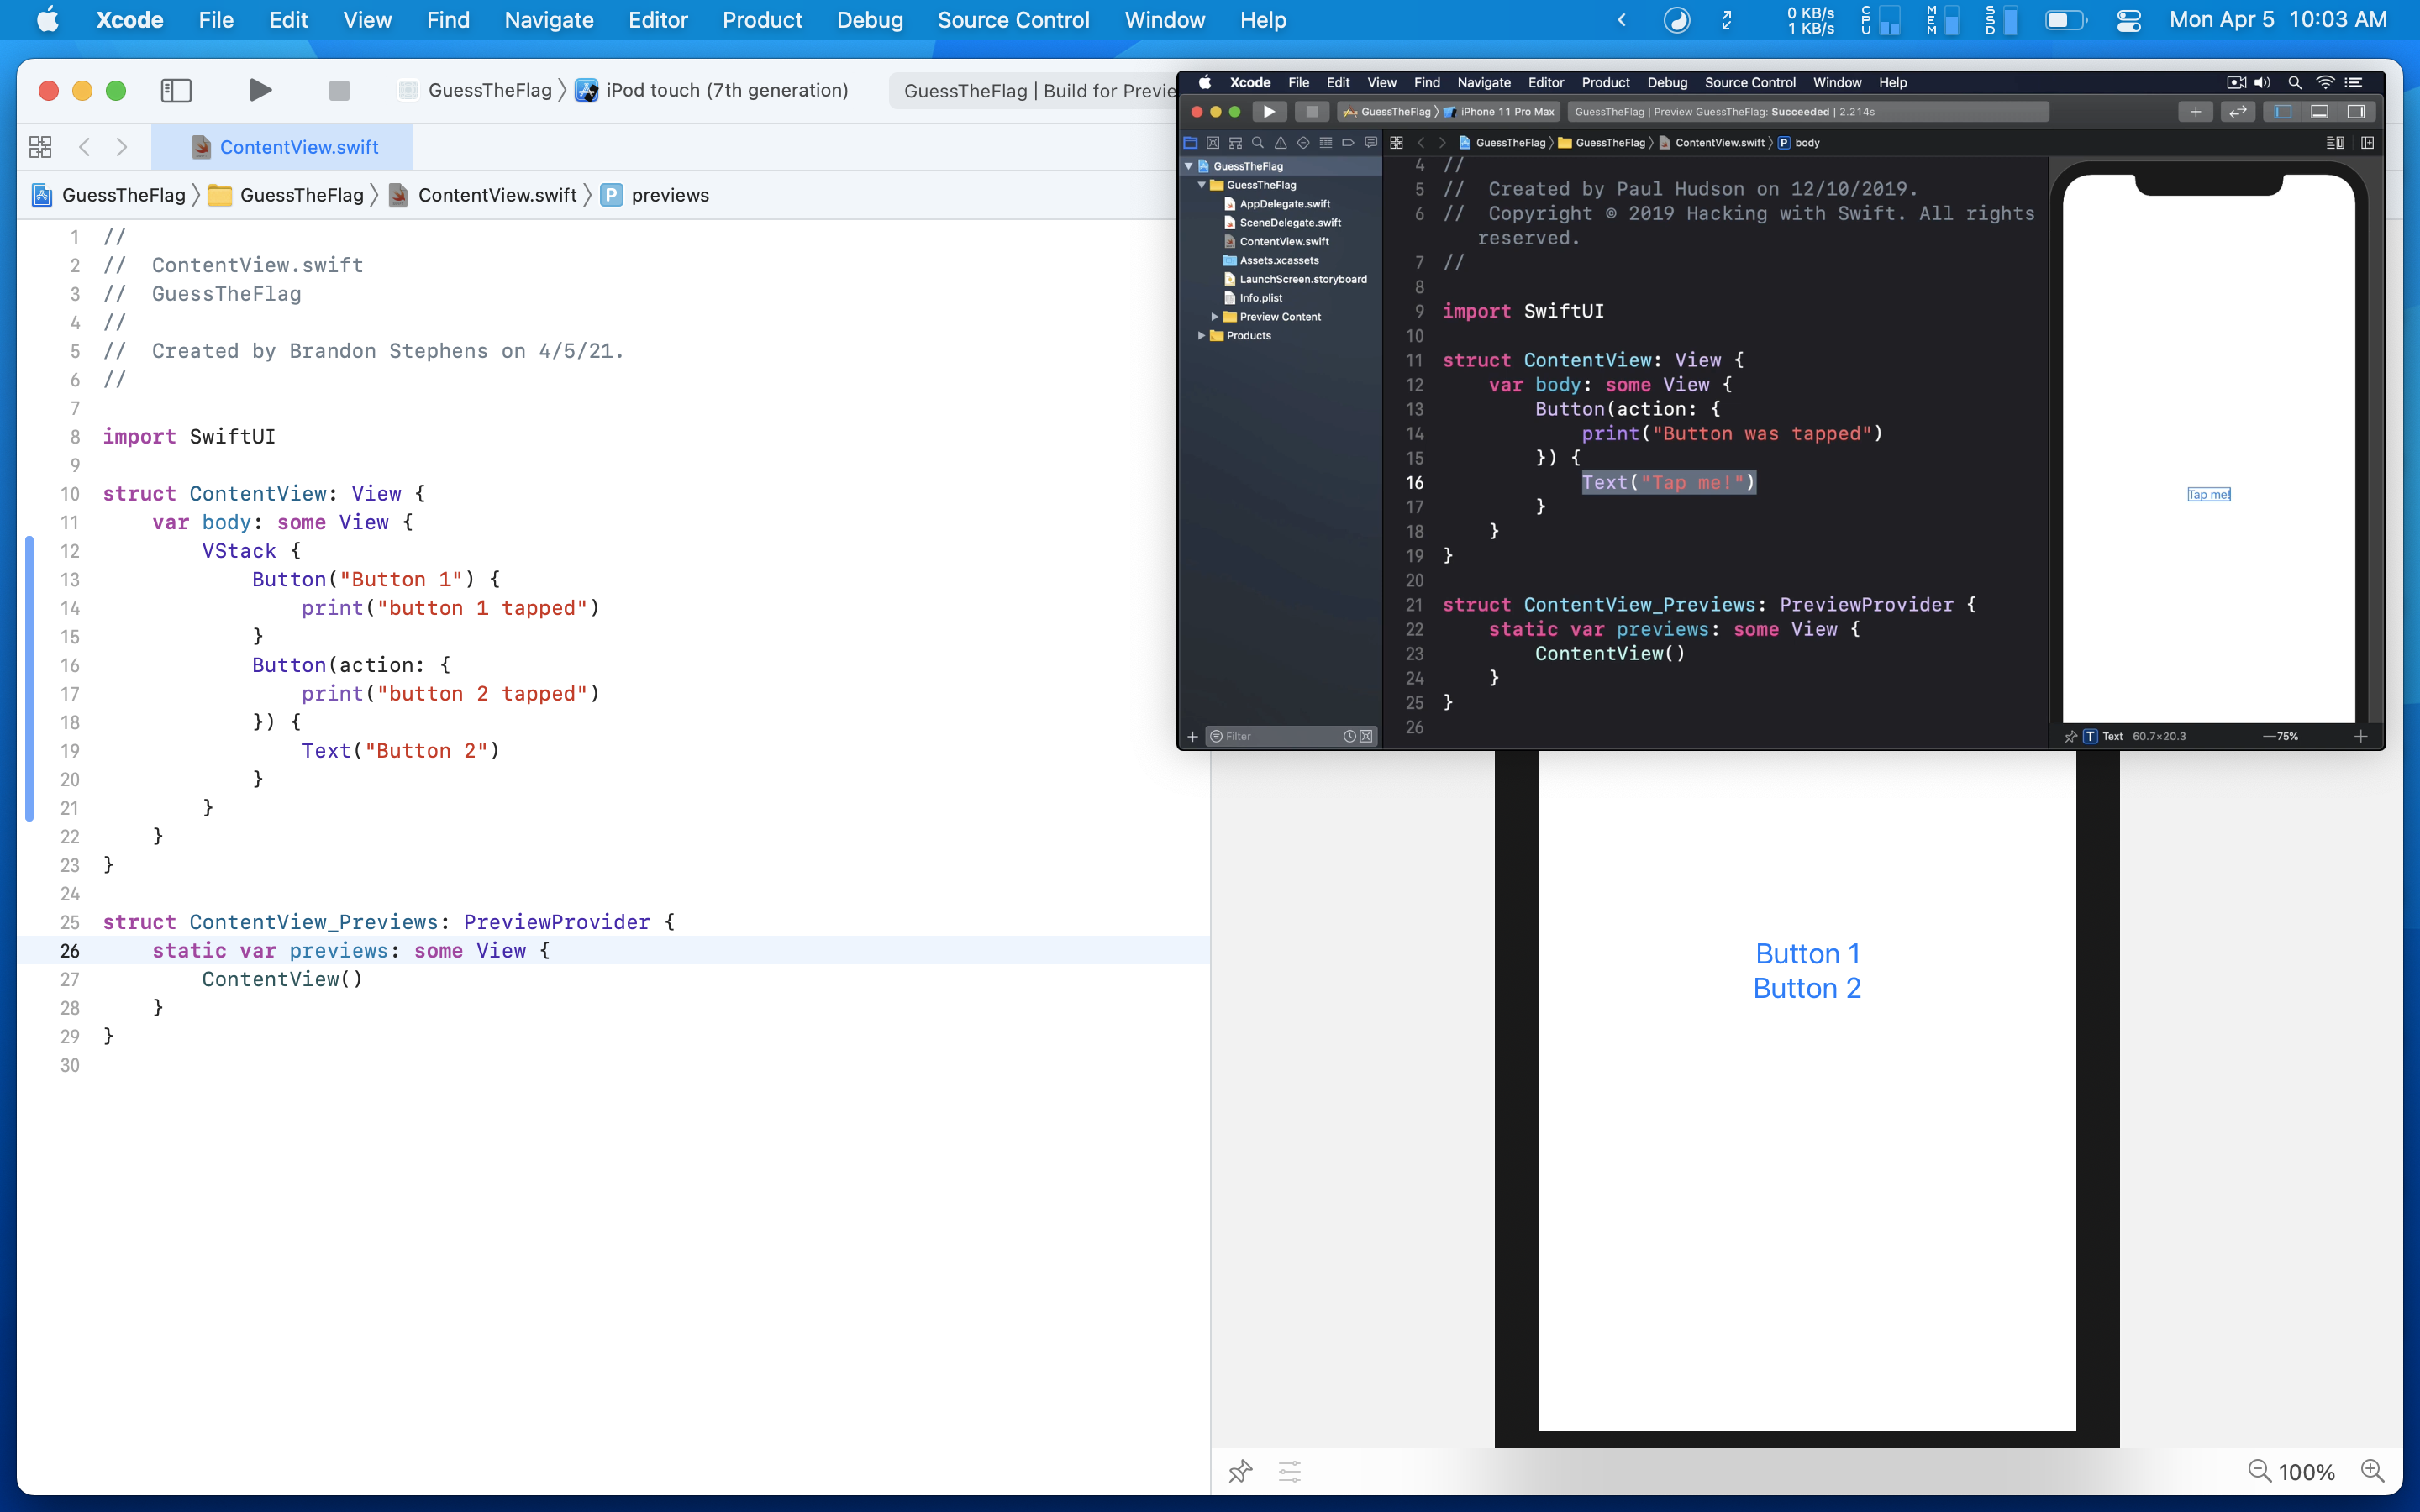 Xcode File Edit View Find Navigate Editor Product Debug Source Control Window Help
0 KB/s
1 KB/s
CPU MEM SSD
Mon Apr 5 10:03 AM
GuessTheFlag iPod touch (7th generation)
GuessTheFlag | Build for Previe
ContentView.swift
GuessTheFlag GuessTheFlag ContentView.swift P previews
1 //
2 //  ContentView.swift
3 //  GuessTheFlag
4 //
5 //  Created by Brandon Stephens on 4/5/21.
6 //
7
8 import SwiftUI
9
10 struct ContentView: View {
11     var body: some View {
12         VStack {
13             Button("Button 1") {
14                 print("button 1 tapped")
15             }
16             Button(action: {
17                 print("button 2 tapped")
18             }) {
19                 Text("Button 2")
20             }
21         }
22     }
23 }
24
25 struct ContentView_Previews: PreviewProvider {
26     static var previews: some View {
27         ContentView()
28     }
29 }
30
Xcode File Edit View Find Navigate Editor Product Debug Source Control Window Help
GuessTheFlag iPhone 11 Pro Max
GuessTheFlag | Preview GuessTheFlag: Succeeded | 2.214s
GuessTheFlag GuessTheFlag ContentView.swift P body
GuessTheFlag
GuessTheFlag
AppDelegate.swift
SceneDelegate.swift
ContentView.swift
Assets.xcassets
LaunchScreen.storyboard
Info.plist
Preview Content
Products
Filter
4 //
5 //  Created by Paul Hudson on 12/10/2019.
6 //  Copyright © 2019 Hacking with Swift. All rights
reserved.
7 //
8
9 import SwiftUI
10
11 struct ContentView: View {
12     var body: some View {
13         Button(action: {
14             print("Button was tapped")
15         }) {
16             Text("Tap me!")
17         }
18     }
19 }
20
21 struct ContentView_Previews: PreviewProvider {
22     static var previews: some View {
23         ContentView()
24     }
25 }
26
Tap me!
T Text 60.7×20.3
75%
Button 1
Button 2
100%